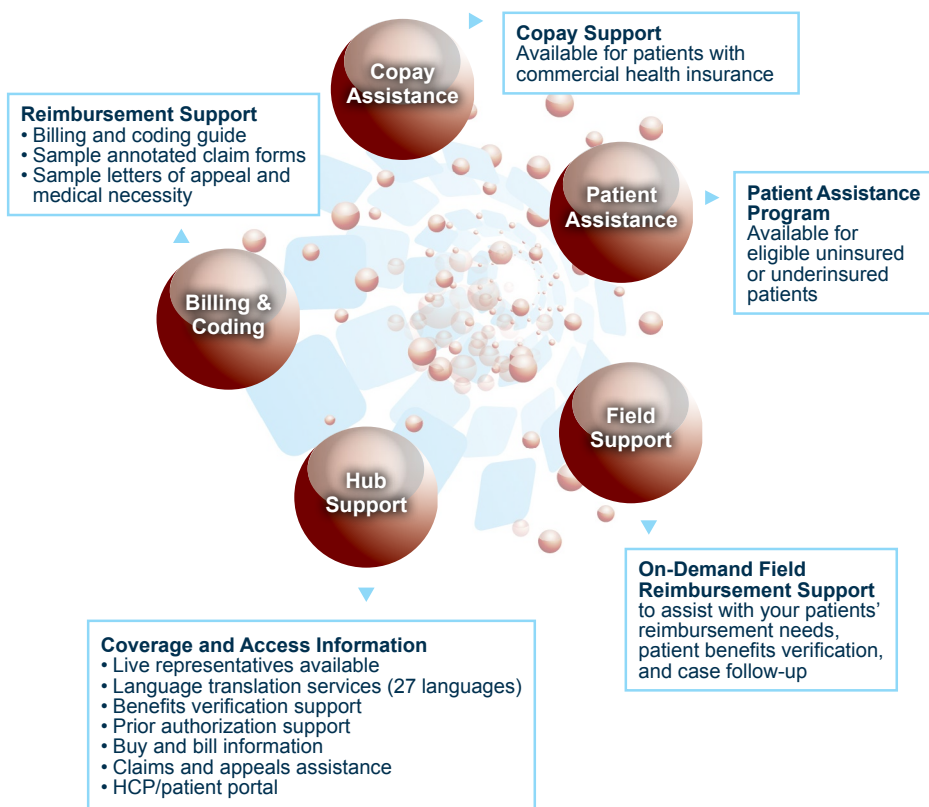 Copay
Assistance
Copay Support
Available for patients with
commercial health insurance
Reimbursement Support
• Billing and coding guide
• Sample annotated claim forms
• Sample letters of appeal and
medical necessity
Patient
Assistance
Patient Assistance
Program
Available for
eligible uninsured
or underinsured
patients
Billing &
Coding
Field
Support
Hub
Support
On-Demand Field
Reimbursement Support
to assist with your patients’
reimbursement needs,
patient benefits verification,
and case follow-up
Coverage and Access Information
• Live representatives available
• Language translation services (27 languages)
• Benefits verification support
• Prior authorization support
• Buy and bill information
• Claims and appeals assistance
• HCP/patient portal